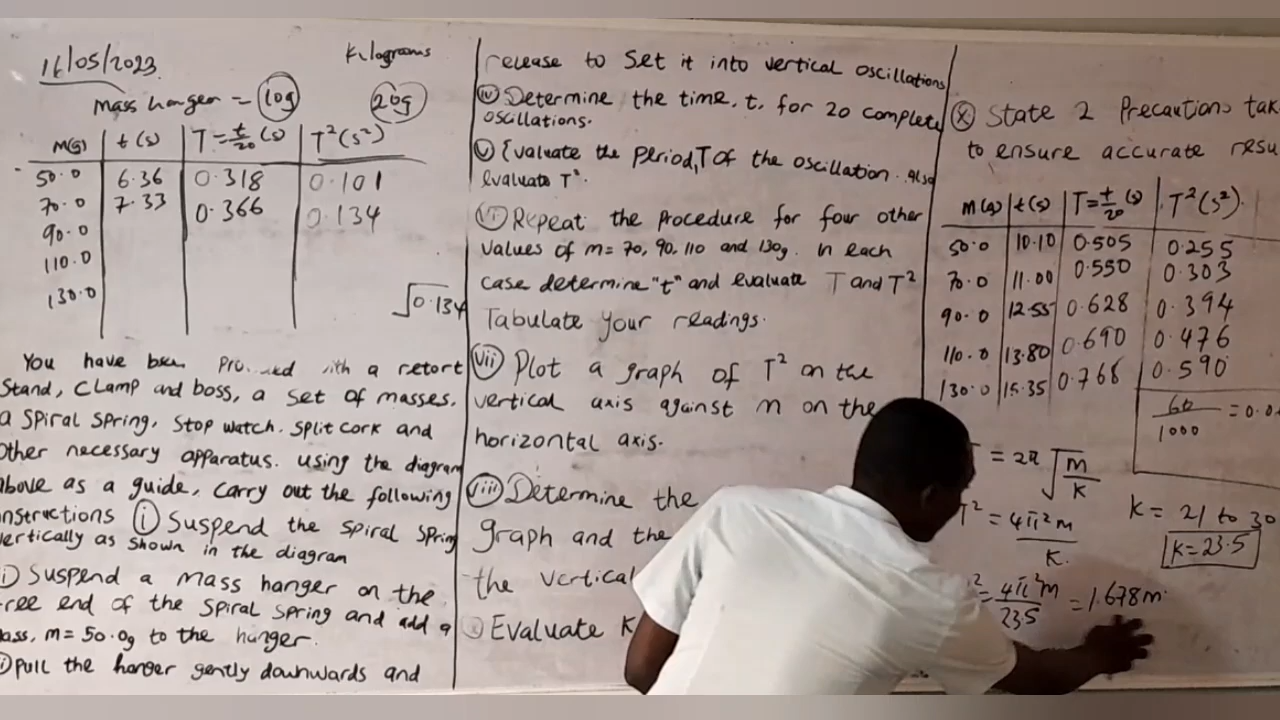 16/05/2023
Kilograms
Mass hanger = 10g 20g
M(g) t(s) T=t/20 (s) T²(s²)
50.0 6.36 0.318 0.101
70.0 7.33 0.366 0.134
90.0
110.0
130.0
√0.134
You have been with a retort
Stand, Clamp and boss, a set of masses,
a spiral spring, stop watch, split cork and
other necessary apparatus. Using the diagram
above as a guide, carry out the following
instructions (i) Suspend the spiral spring
vertically as shown in the diagram
Suspend a mass hanger on the
free end of the spiral spring and add a
mass, m = 50.0g to the hanger.
Pull the hanger gently downwards and
release to set it into vertical oscillations
(iv) Determine the time, t, for 20 complete
oscillations.
(v) Evaluate the period, T of the oscillation. Also
evaluate T².
(vi) Repeat the procedure for four other
values of m = 70, 90, 110 and 130g. In each
case determine "t" and evaluate T and T²
Tabulate your readings.
(vii) Plot a graph of T² on the
vertical axis against m on the
horizontal axis.
(viii) Determine the
graph and the
the vertical
Evaluate K
(x) State 2 Precautions tak
to ensure accurate resu
M(g) t(s) T=t/20 (s) T²(s²)
50.0 10.10 0.505 0.255
70.0 11.00 0.550 0.303
90.0 12.55 0.628 0.394
110.0 13.80 0.690 0.476
130.0 15.35 0.768 0.590
60/1000 = 0.0
= 2π√m/k
T² = 4π²m/K.
K = 21 to 30
K=23.5
² = 4π²m/23.5 = 1.678m